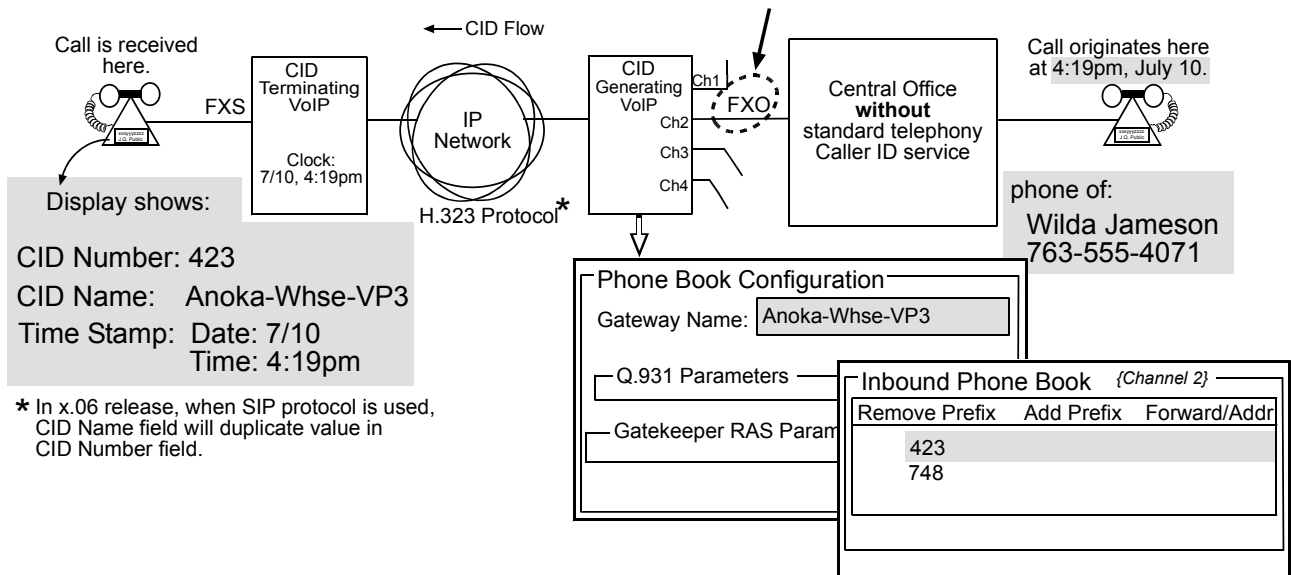 CID Flow
Call is received
here.
FXS
CID
Terminating
VoIP
Clock:
7/10, 4:19pm
IP
Network
H.323 Protocol*
CID
Generating
VoIP
Ch1
Ch2
Ch3
Ch4
FXO
Central Office
without
standard telephony
Caller ID service
Call originates here
at 4:19pm, July 10.
xxxyyyzzzz
J.Q. Public
xxxyyyzzzz
J.Q. Public
phone of:
Wilda Jameson
763-555-4071
Display shows:
CID Number: 423
CID Name: Anoka-Whse-VP3
Time Stamp: Date: 7/10
Time: 4:19pm
* In x.06 release, when SIP protocol is used,
CID Name field will duplicate value in
CID Number field.
Phone Book Configuration
Gateway Name: Anoka-Whse-VP3
Q.931 Parameters
Gatekeeper RAS Param
Inbound Phone Book {Channel 2}
Remove Prefix Add Prefix Forward/Addr
423
748